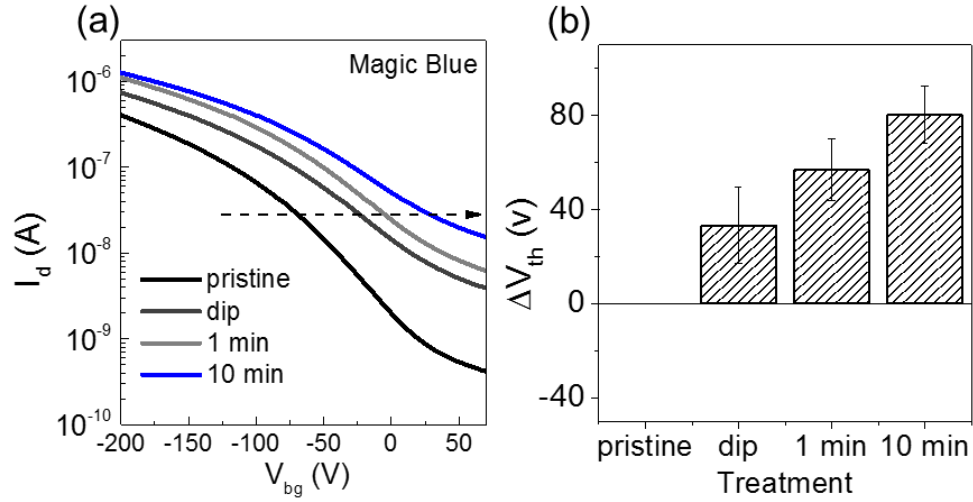 (a)
Magic Blue
I_d (A)
10^-6
10^-7
10^-8
10^-9
10^-10
pristine
dip
1 min
10 min
-200 -150 -100 -50 0 50
V_bg (V)
(b)
ΔV_th (v)
80
40
0
-40
pristine dip 1 min 10 min
Treatment